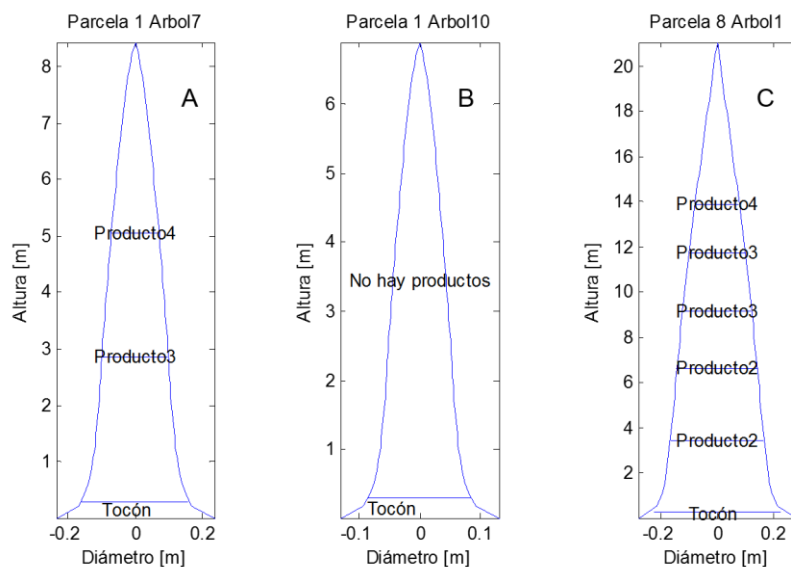 Parcela 1 Arbol7
A
8
7
6
5
4
3
2
1
Altura [m]
Producto4
Producto3
Tocón
-0.2
0
0.2
Diámetro [m]
Parcela 1 Arbol10
B
6
5
4
3
2
1
Altura [m]
No hay productos
Tocón
-0.1
0
0.1
Diámetro [m]
Parcela 8 Arbol1
C
20
18
16
14
12
10
8
6
4
2
Altura [m]
Producto4
Producto3
Producto3
Producto2
Producto2
Tocón
-0.2
0
0.2
Diámetro [m]